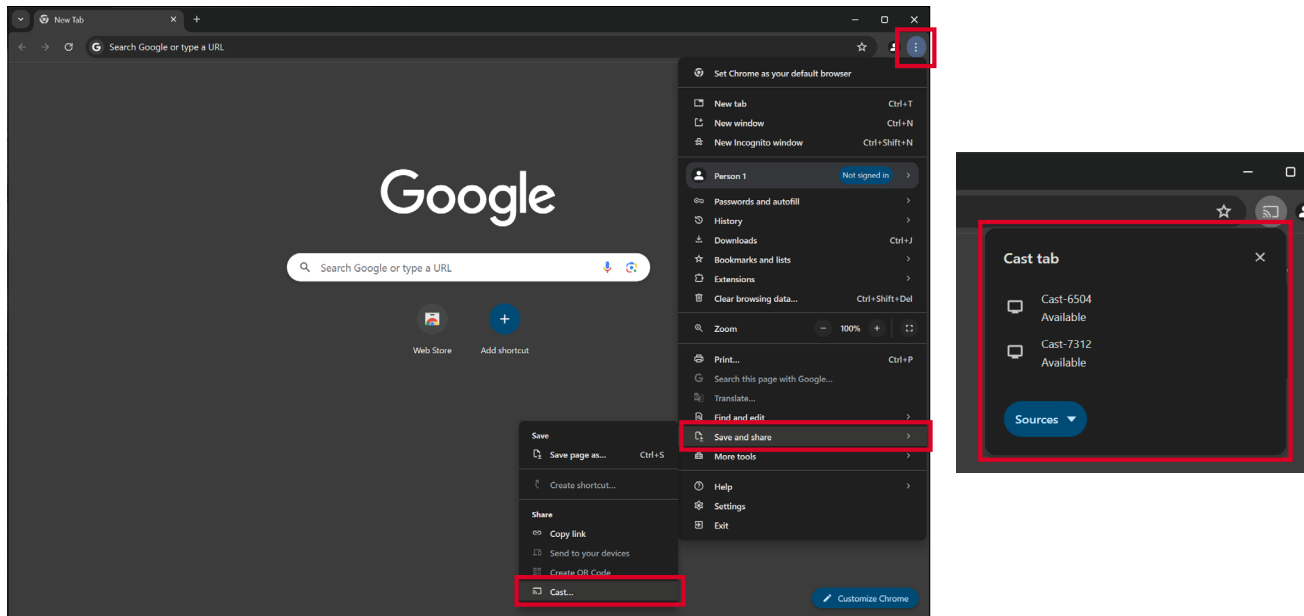 New Tab
Search Google or type a URL
Set Chrome as your default browser
New tab Ctrl+T
New window Ctrl+N
New Incognito window Ctrl+Shift+N
Person 1 Not signed in
Passwords and autofill
History
Downloads Ctrl+J
Bookmarks and lists
Extensions
Clear browsing data... Ctrl+Shift+Del
Zoom - 100% +
Print... Ctrl+P
Search this page with Google...
Translate...
Find and edit
Save and share
More tools
Help
Settings
Exit
Google
Search Google or type a URL
Web Store
Add shortcut
Save
Save page as... Ctrl+S
Create shortcut...
Share
Copy link
Send to your devices
Create QR Code
Cast...
Customize Chrome
Cast tab
Cast-6504
Available
Cast-7312
Available
Sources